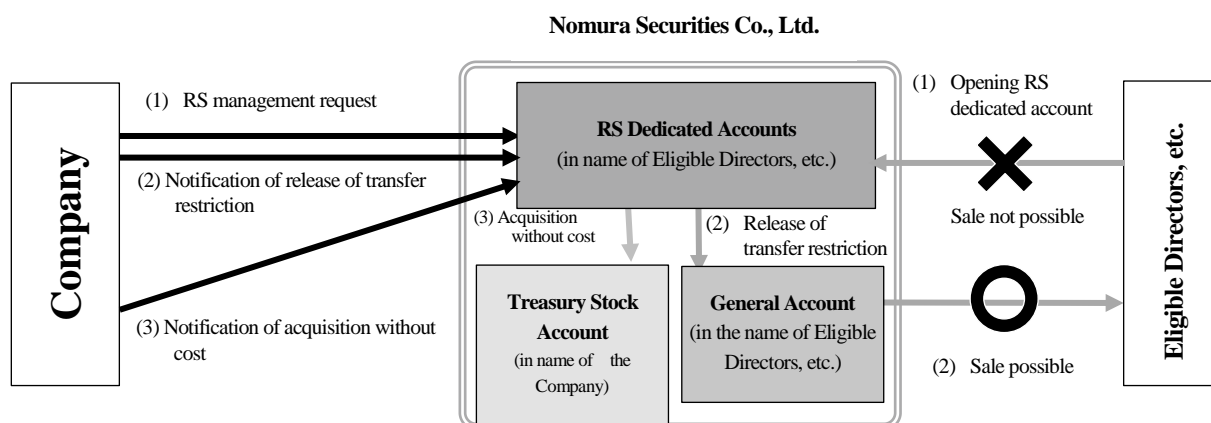 Nomura Securities Co., Ltd.
Company
(1) RS management request
(2) Notification of release of transfer
restriction
(3) Notification of acquisition without
cost
RS Dedicated Accounts
(in name of Eligible Directors, etc.)
(3) Acquisition
without cost
(2) Release of
transfer restriction
Treasury Stock
Account
(in name of the
Company)
General Account
(in the name of Eligible
Directors, etc.)
(1) Opening RS
dedicated account
Sale not possible
(2) Sale possible
Eligible Directors, etc.